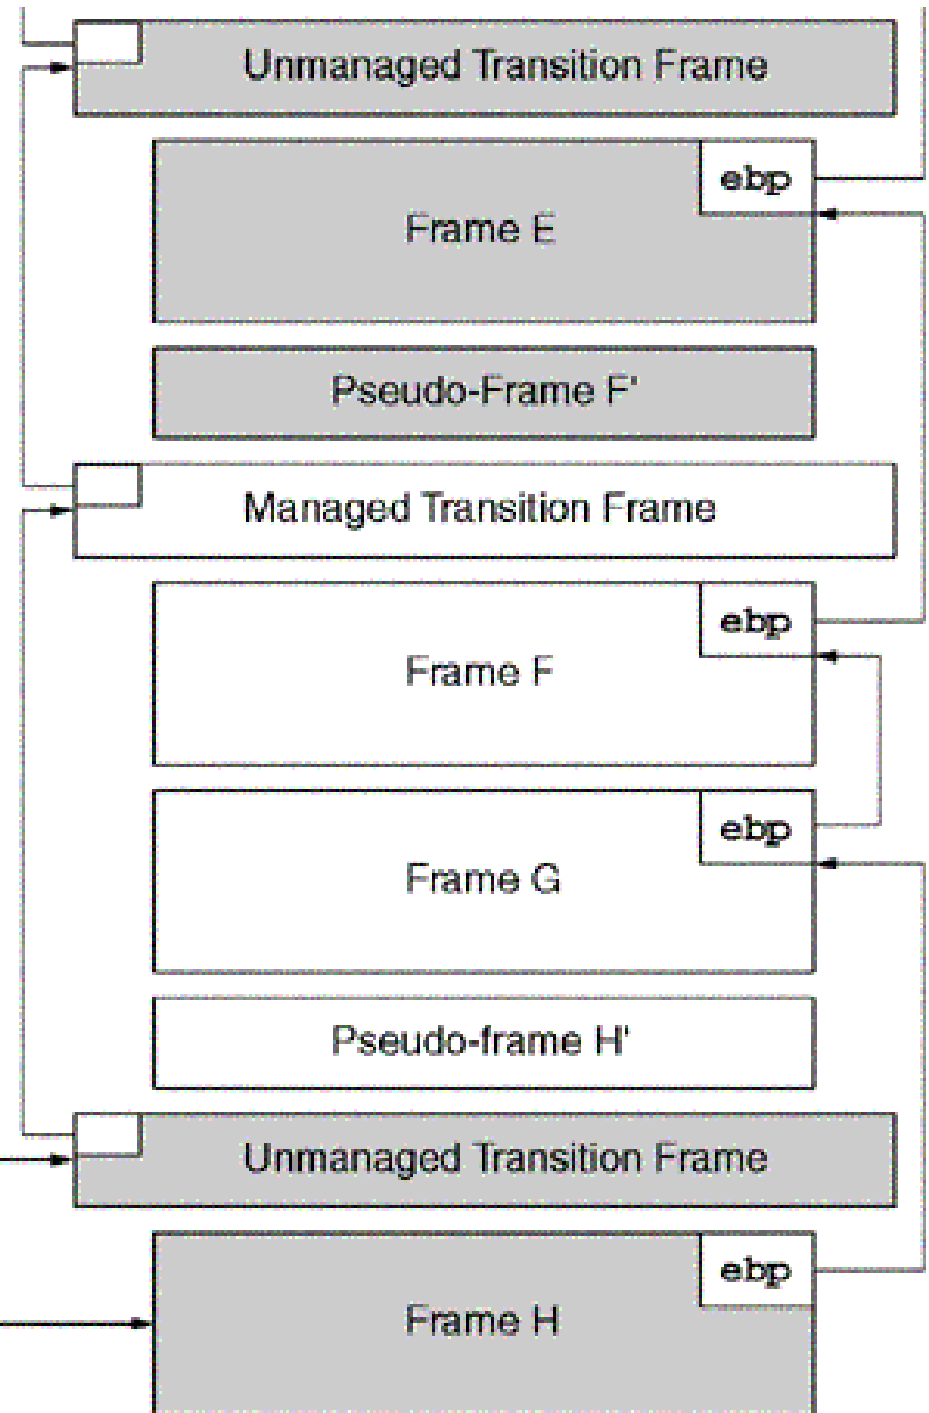 Unmanaged Transition Frame
ebp
Frame E
Pseudo-Frame F'
Managed Transition Frame
ebp
Frame F
ebp
Frame G
Pseudo-frame H'
Unmanaged Transition Frame
ebp
Frame H